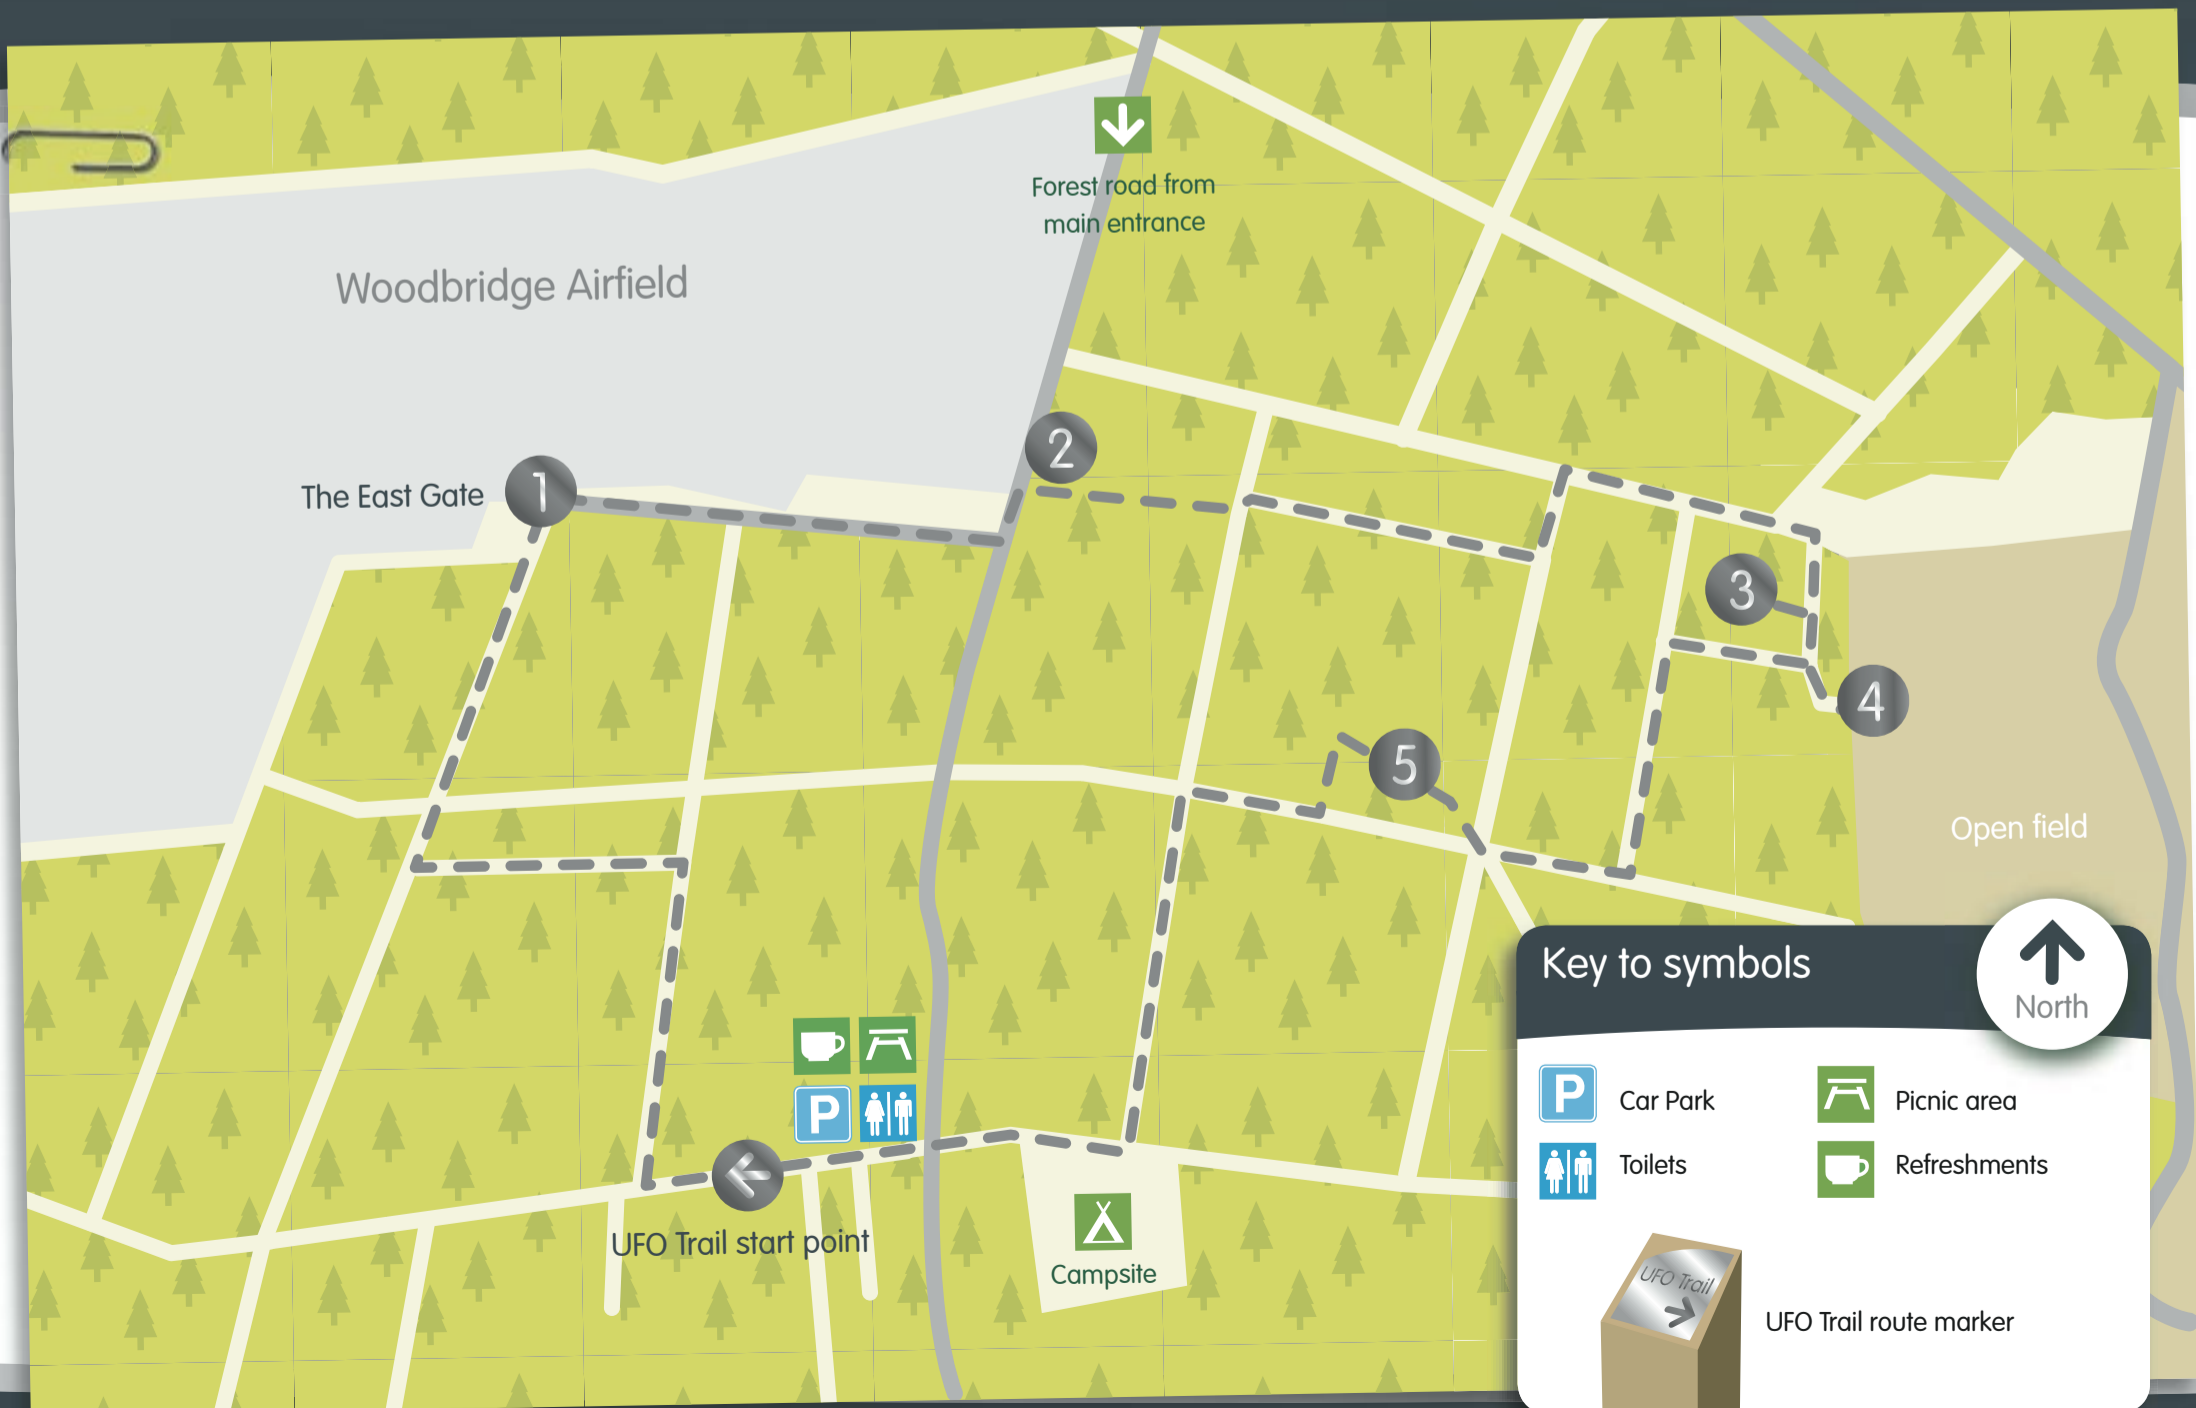 Forest road from
main entrance
Woodbridge Airfield
2
The East Gate
1
3
4
5
Open field
UFO Trail start point
Campsite
P
Key to symbols
North
P
Car Park
Picnic area
Toilets
Refreshments
UFO Trail
UFO Trail route marker